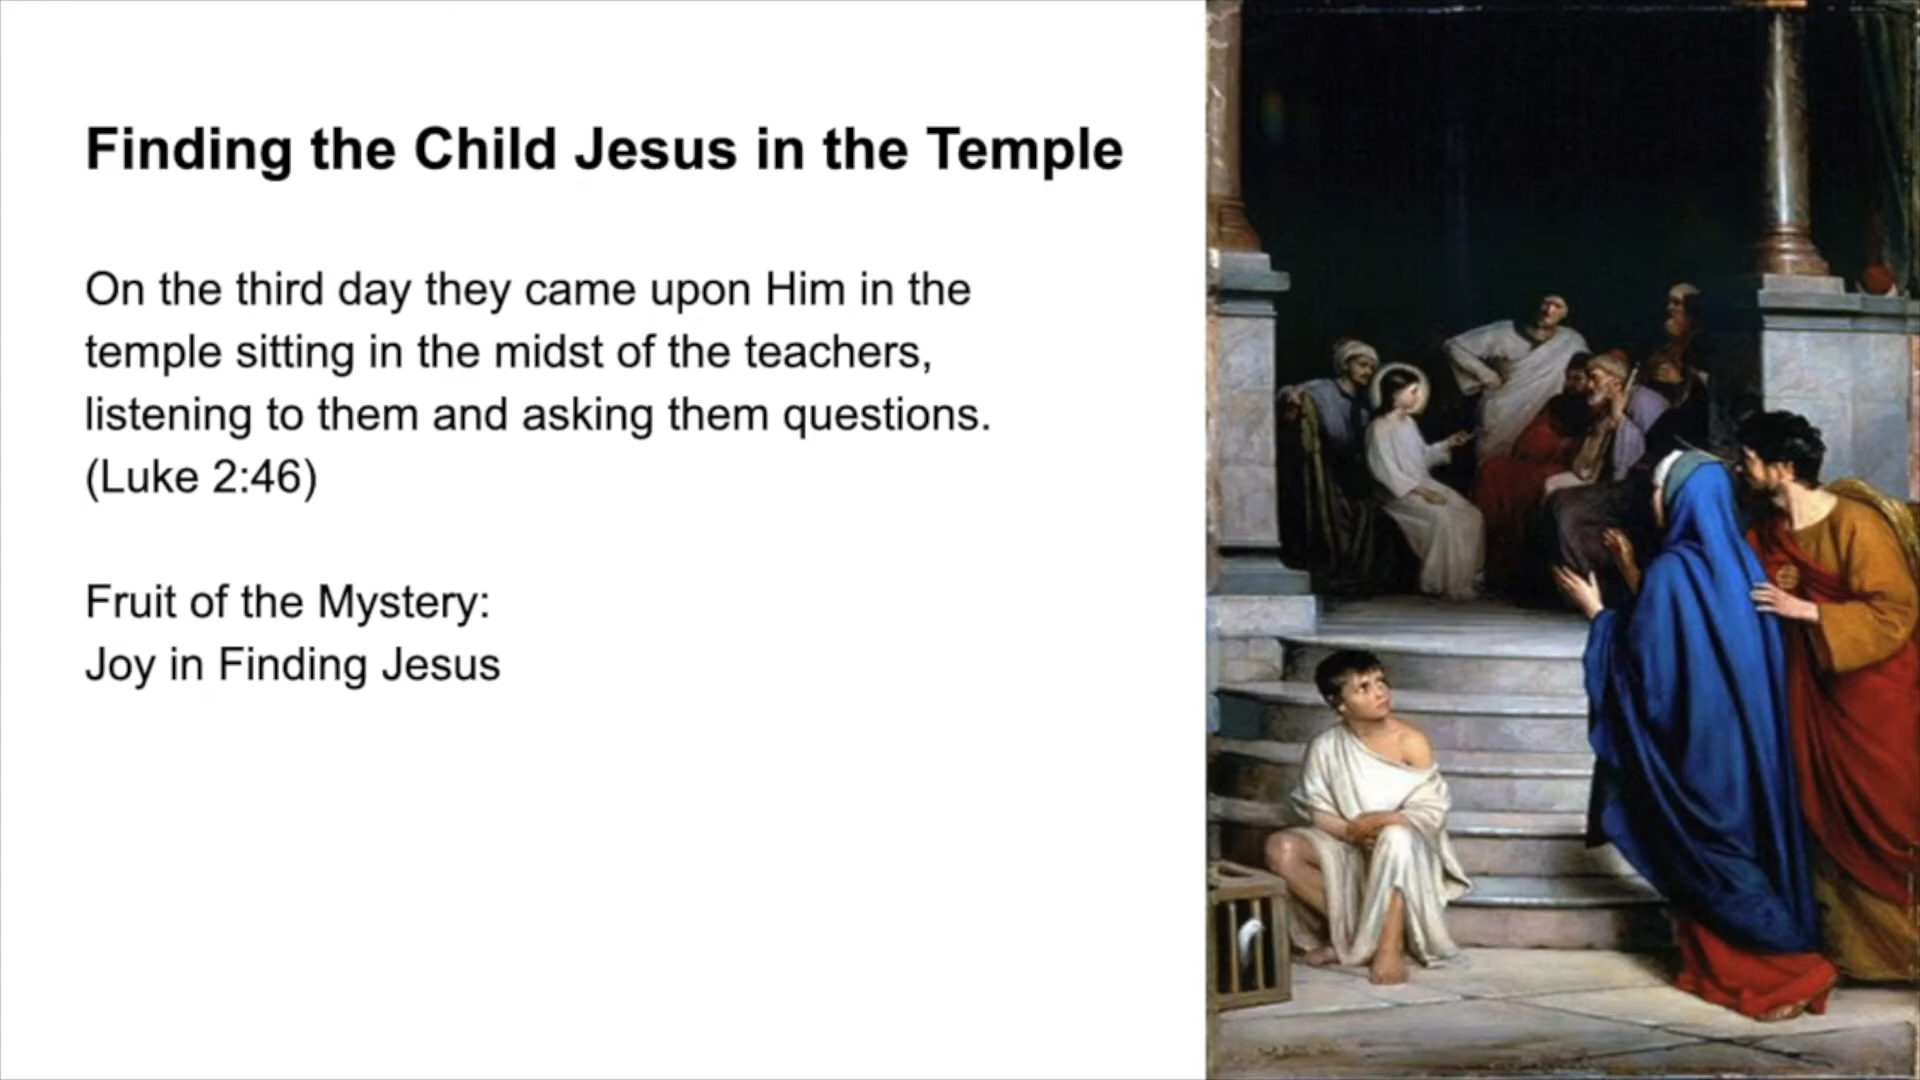 Finding the Child Jesus in the Temple
On the third day they came upon Him in the
temple sitting in the midst of the teachers,
listening to them and asking them questions.
(Luke 2:46)
Fruit of the Mystery:
Joy in Finding Jesus